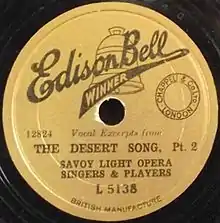 Edison Bell
WINNER
CHAPPELL & Co LTD
LONDON
12824 Vocal Excerpts from
THE DESERT SONG, Pt. 2
SAVOY LIGHT OPERA
SINGERS & PLAYERS
L 5138
BRITISH MANUFACTURE